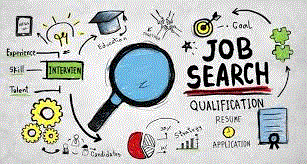 Education
Goal
Experience
Skill
Talent
INTERVIEW
JOB
SEARCH
QUALIFICATION
RESUME
APPLICATION
Strategy
Candidates